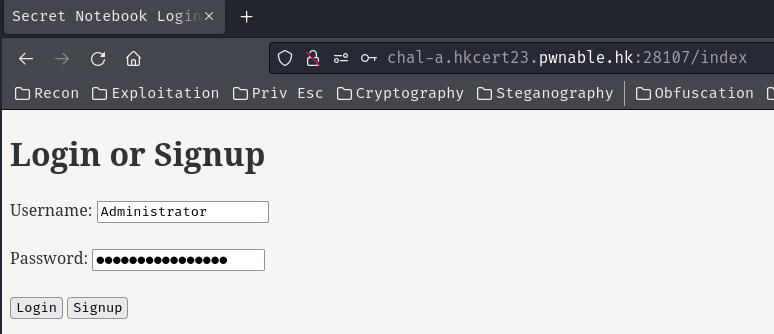 Secret Notebook Login
chal-a.hkcert23.pwnable.hk:28107/index
Recon Exploitation Priv Esc Cryptography Steganography Obfuscation
Login or Signup
Username: Administrator
Password: ●●●●●●●●●●●●●●●●
Login Signup